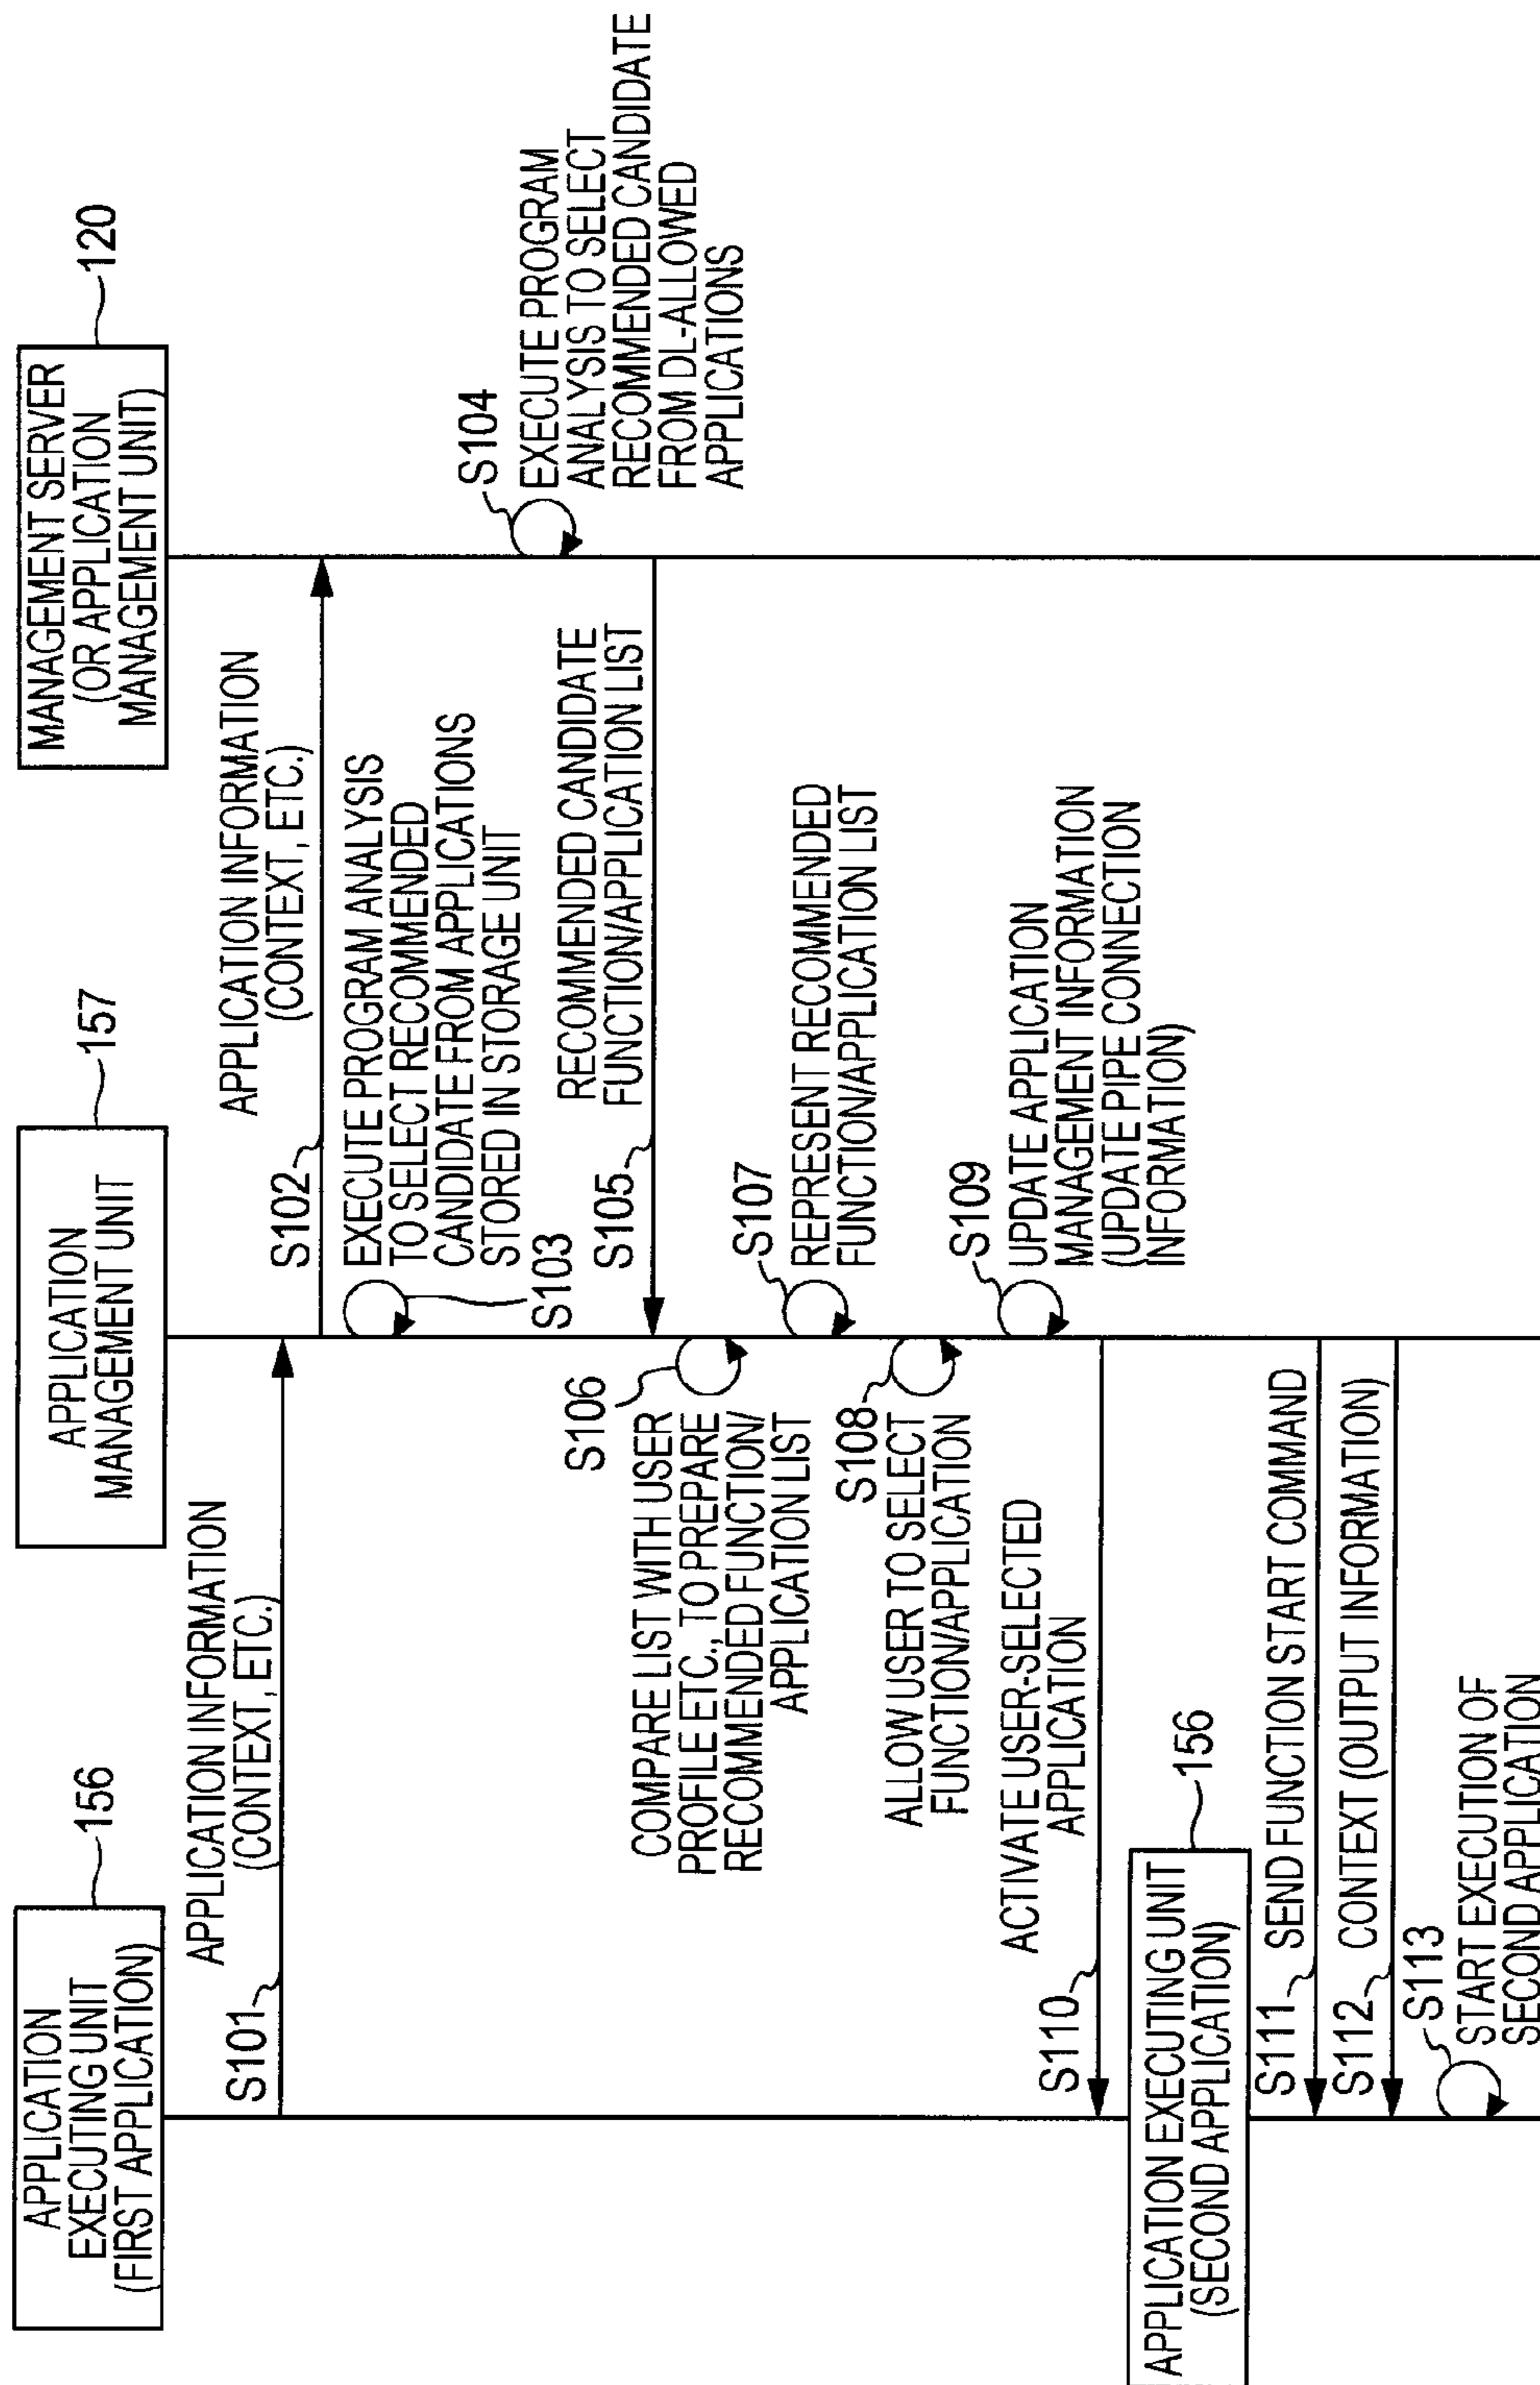 APPLICATION
EXECUTING UNIT
(FIRST APPLICATION)
156
APPLICATION
MANAGEMENT UNIT
157
MANAGEMENT SERVER
(OR APPLICATION
MANAGEMENT UNIT)
120
S101
APPLICATION INFORMATION
(CONTEXT, ETC.)
S102
APPLICATION INFORMATION
(CONTEXT, ETC.)
EXECUTE PROGRAM ANALYSIS
TO SELECT RECOMMENDED
CANDIDATE FROM APPLICATIONS
STORED IN STORAGE UNIT
S103
S104
EXECUTE PROGRAM
ANALYSIS TO SELECT
RECOMMENDED CANDIDATE
FROM DL-ALLOWED
APPLICATIONS
S105
RECOMMENDED CANDIDATE
FUNCTION/APPLICATION LIST
S106
COMPARE LIST WITH USER
PROFILE ETC., TO PREPARE
RECOMMENDED FUNCTION/
APPLICATION LIST
S107
REPRESENT RECOMMENDED
FUNCTION/APPLICATION LIST
S108
ALLOW USER TO SELECT
FUNCTION/APPLICATION
S109
UPDATE APPLICATION
MANAGEMENT INFORMATION
(UPDATE PIPE CONNECTION
INFORMATION)
S110
ACTIVATE USER-SELECTED
APPLICATION
APPLICATION EXECUTING UNIT
(SECOND APPLICATION)
156
S111
SEND FUNCTION START COMMAND
S112
CONTEXT (OUTPUT INFORMATION)
S113
START EXECUTION OF
SECOND APPLICATION